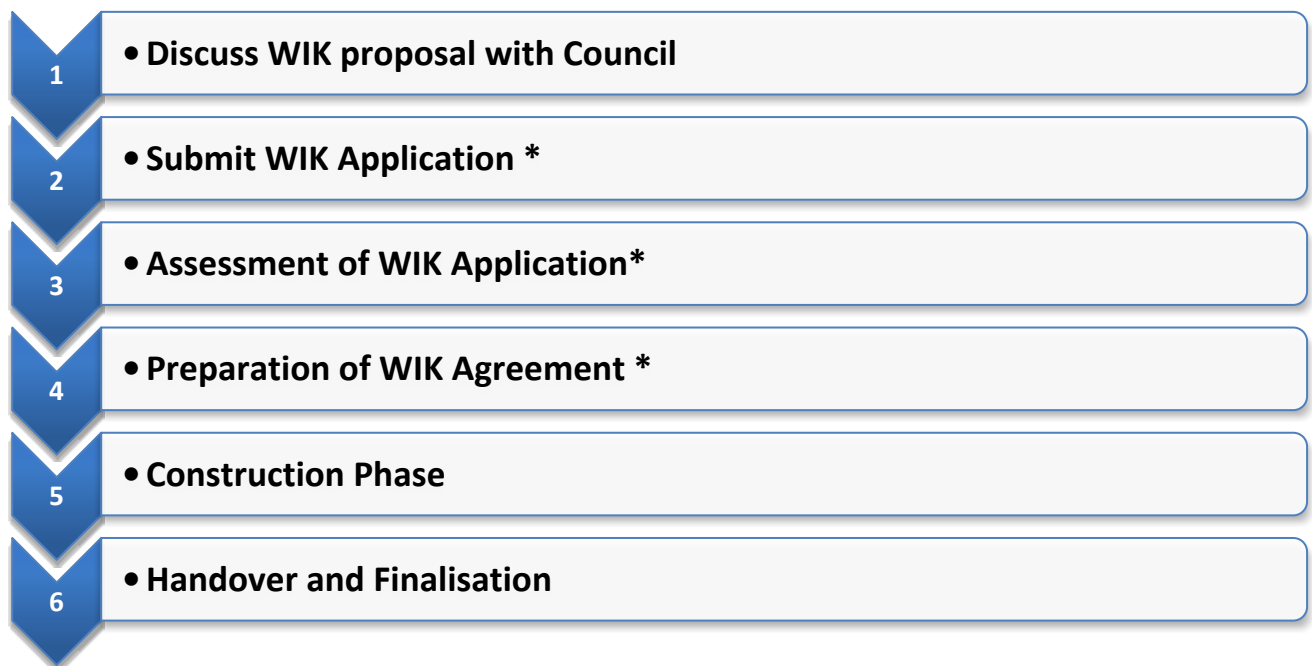 1
• Discuss WIK proposal with Council
2
• Submit WIK Application *
3
• Assessment of WIK Application*
4
• Preparation of WIK Agreement *
5
• Construction Phase
6
• Handover and Finalisation